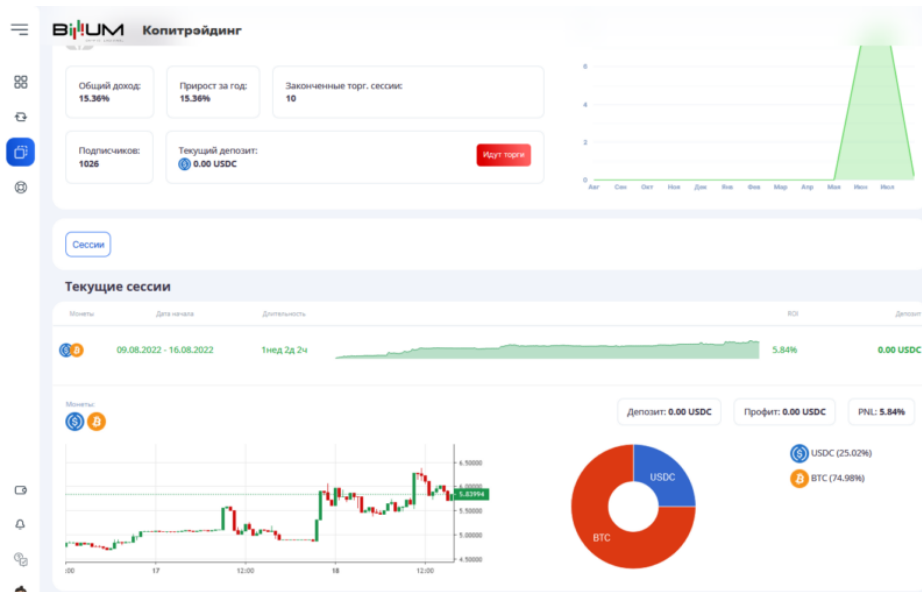 BillUM Копитрейдинг
Общий доход:
15.36%
Прирост за год:
15.36%
Законченные торг. сессии:
10
Подписчиков:
1026
Текущий депозит:
0.00 USDC
Идут торги
6
4
2
0
Авг Сен Окт Ноя Дек Янв Фев Мар Апр Май Июн Июл
Сессии
Текущие сессии
Монеты Дата начала Длительность ROI Депозит
09.08.2022 - 16.08.2022 1нед 2д 2ч 5.84% 0.00 USDC
Монеты:
Депозит: 0.00 USDC Профит: 0.00 USDC PNL: 5.84%
6.50000
6.00000
5.83994
5.50000
5.00000
4.50000
:00 17 12:00 18 12:00
USDC
BTC
USDC (25.02%)
BTC (74.98%)